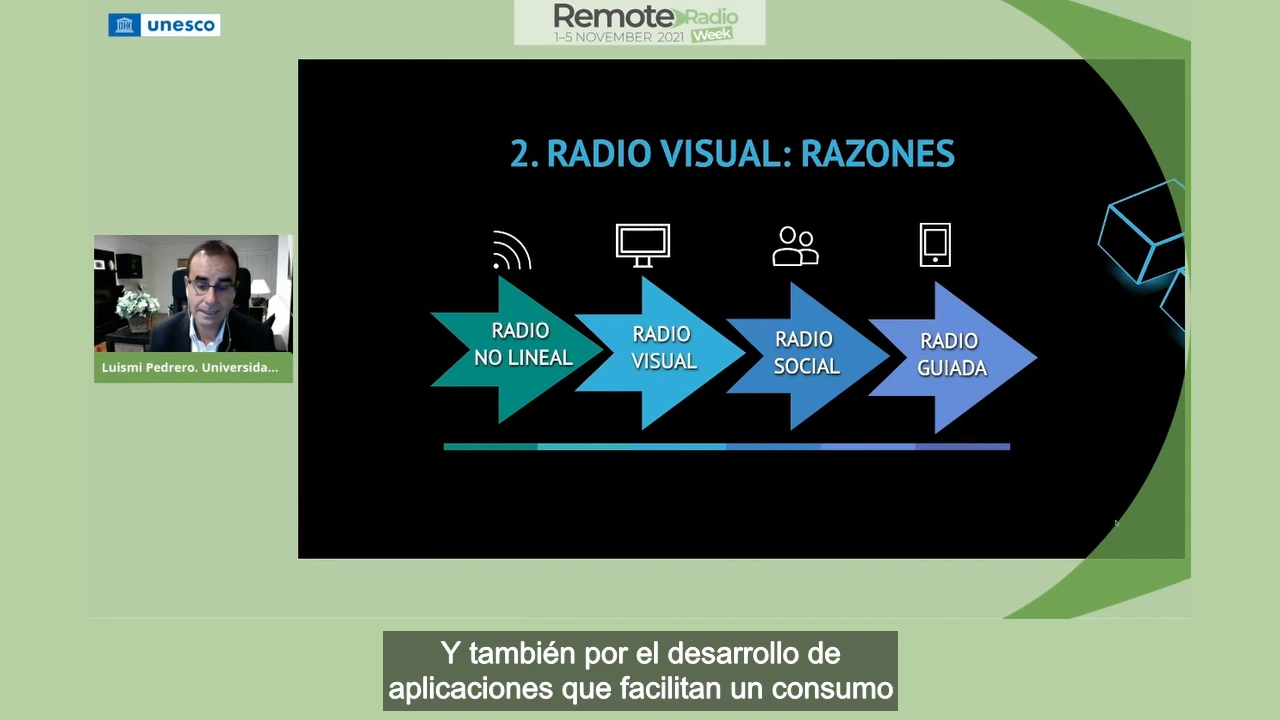 unesco
Remote Radio
1–5 NOVEMBER 2021 Week
2. RADIO VISUAL: RAZONES
RADIO
NO LINEAL
RADIO
VISUAL
RADIO
SOCIAL
RADIO
GUIADA
Luismi Pedrero. Universida...
Y también por el desarrollo de
aplicaciones que facilitan un consumo